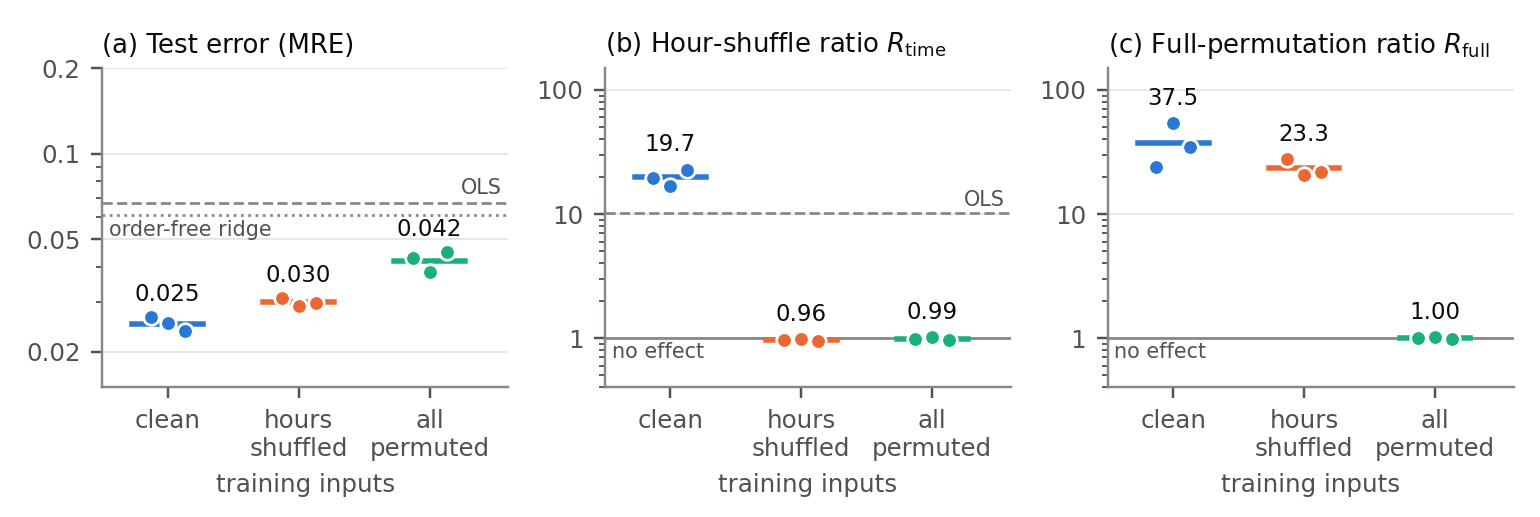 (a) Test error (MRE)
0.2
0.1
0.05
0.02
OLS
order-free ridge
0.025
0.030
0.042
clean
hours
shuffled
all
permuted
training inputs
(b) Hour-shuffle ratio R_time
100
10
1
19.7
OLS
0.96
0.99
no effect
clean
hours
shuffled
all
permuted
training inputs
(c) Full-permutation ratio R_full
100
10
1
37.5
23.3
1.00
no effect
clean
hours
shuffled
all
permuted
training inputs